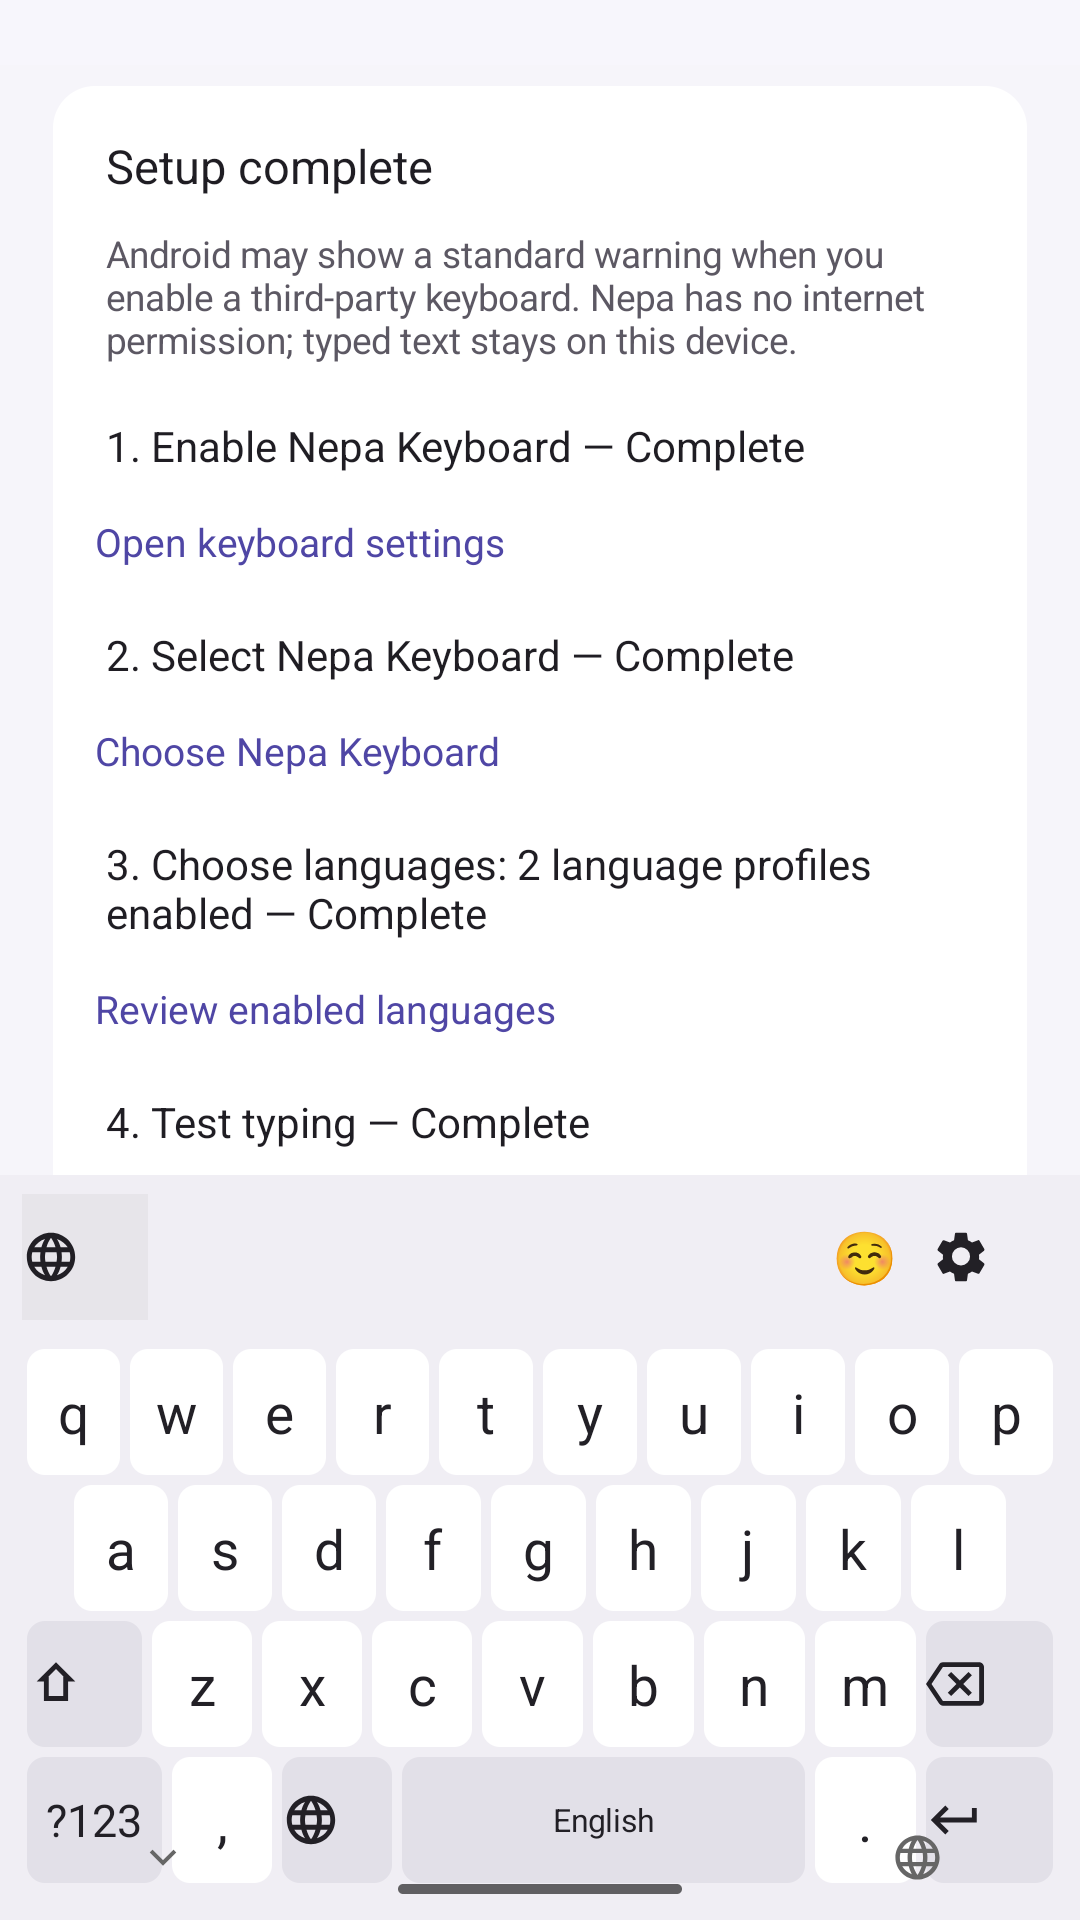 Setup complete
Android may show a standard warning when you
enable a third-party keyboard. Nepa has no internet
permission; typed text stays on this device.
1. Enable Nepa Keyboard — Complete
Open keyboard settings
2. Select Nepa Keyboard — Complete
Choose Nepa Keyboard
3. Choose languages: 2 language profiles
enabled — Complete
Review enabled languages
4. Test typing — Complete
q w e r t y u i o p
a s d f g h j k l
z x c v b n m
?123 , English .